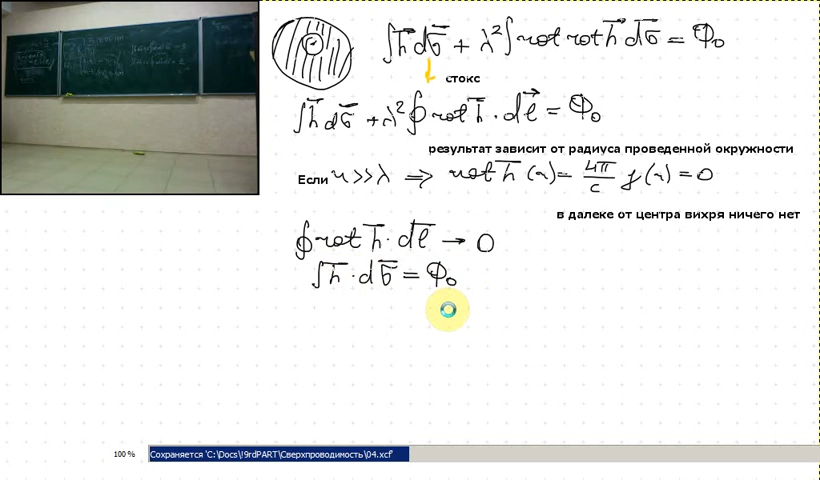 ∫h⃗ dσ̅ + λ² ∫ rot rot h⃗ dσ̅ = Φ₀
стокс
∫h̅ dσ̅ + λ² ∮ rot h̅ · dℓ⃗ = Φ₀
результат зависит от радиуса проведенной окружности
Если r >> λ ⇒ rot h̅ (r) = 4π/c j(r) = 0
в далеке от центра вихря ничего нет
∮ rot h̅ · dℓ̅ → 0
∫h̅ · dσ̅ = Φ₀
100 % Сохраняется 'C:\Docs\!9rdPART\Сверхпроводимость\04.xcf'